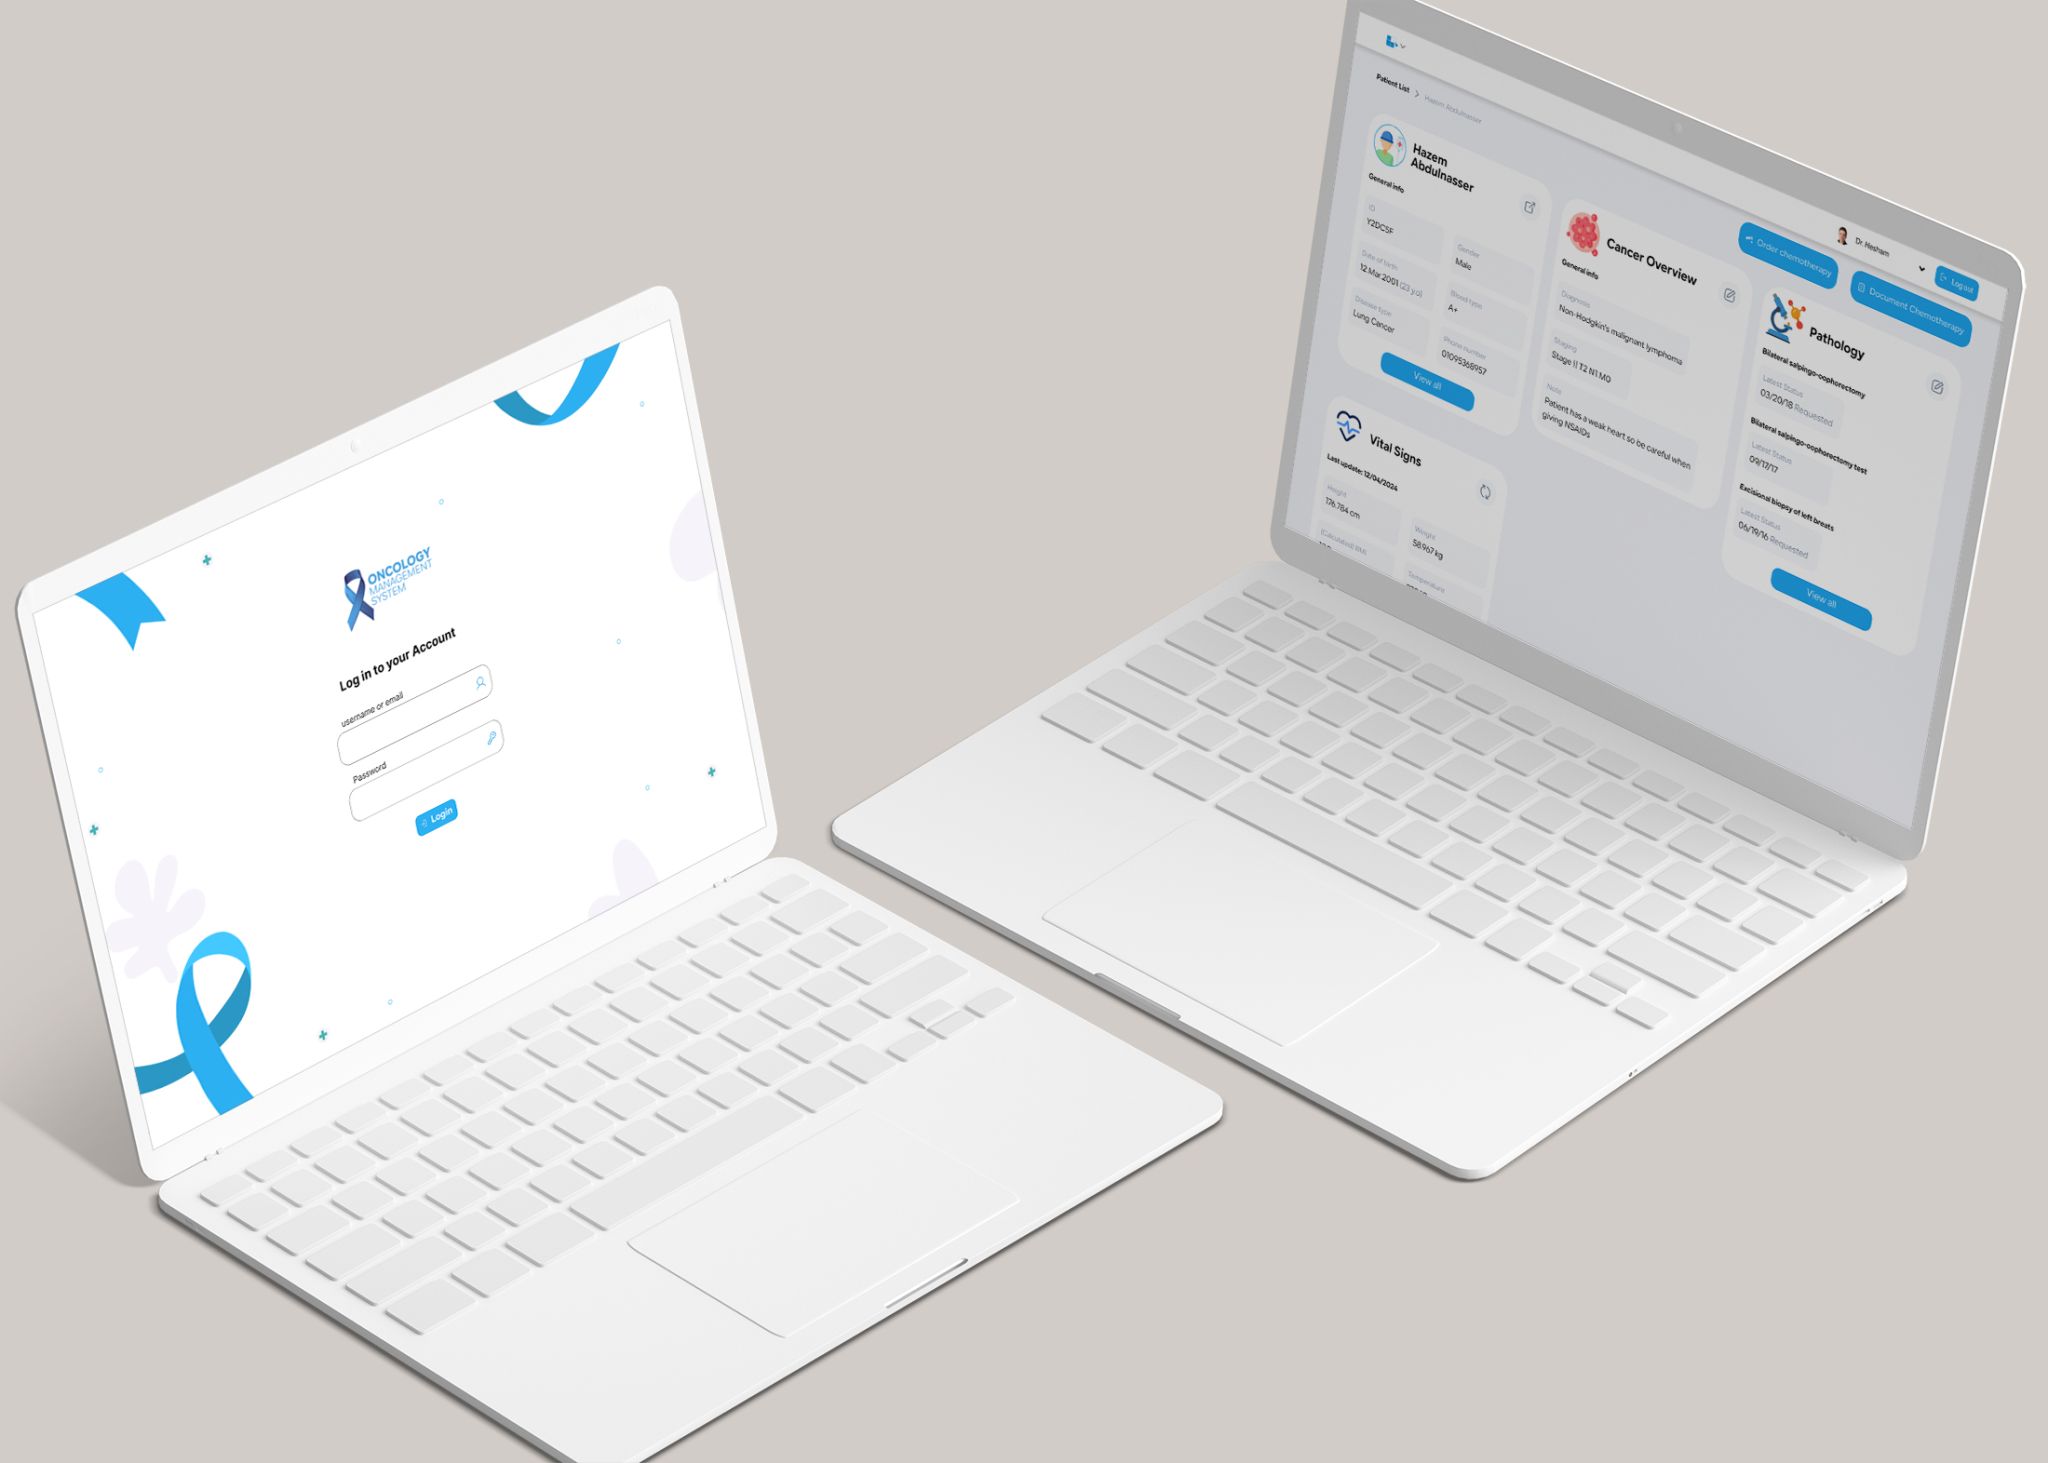 ONCOLOGY
MANAGEMENT
SYSTEM
Log in to your Account
username or email
Password
Login
Patient List > Hazem Abdulnasser
Dr. Hesham
Log out
Order chemotherapy
Document Chemotherapy
Hazem
Abdulnasser
General info
ID
Y2DC5F
Gender
Male
Date of birth
12.Mar.2001 (23 y.o)
Blood type
A+
Disease type
Lung Cancer
Phone number
01095368957
View all
Cancer Overview
General info
Diagnosis
Non-Hodgkin's malignant lymphoma
Staging
Stage II T2 N1 M0
Note
Patient has a weak heart so be careful when
giving NSAIDs
Pathology
Bilateral salpingo-oophorectomy
Latest Status
03/20/18 Requested
Bilateral salpingo-oophorectomy test
Latest Status
09/17/17
Excisional biopsy of left breats
Latest Status
06/19/16 Requested
View all
Vital Signs
Last update: 12/04/2024
Height
176.784 cm
Weight
58.967 kg
(Calculated) BMI
Temperature